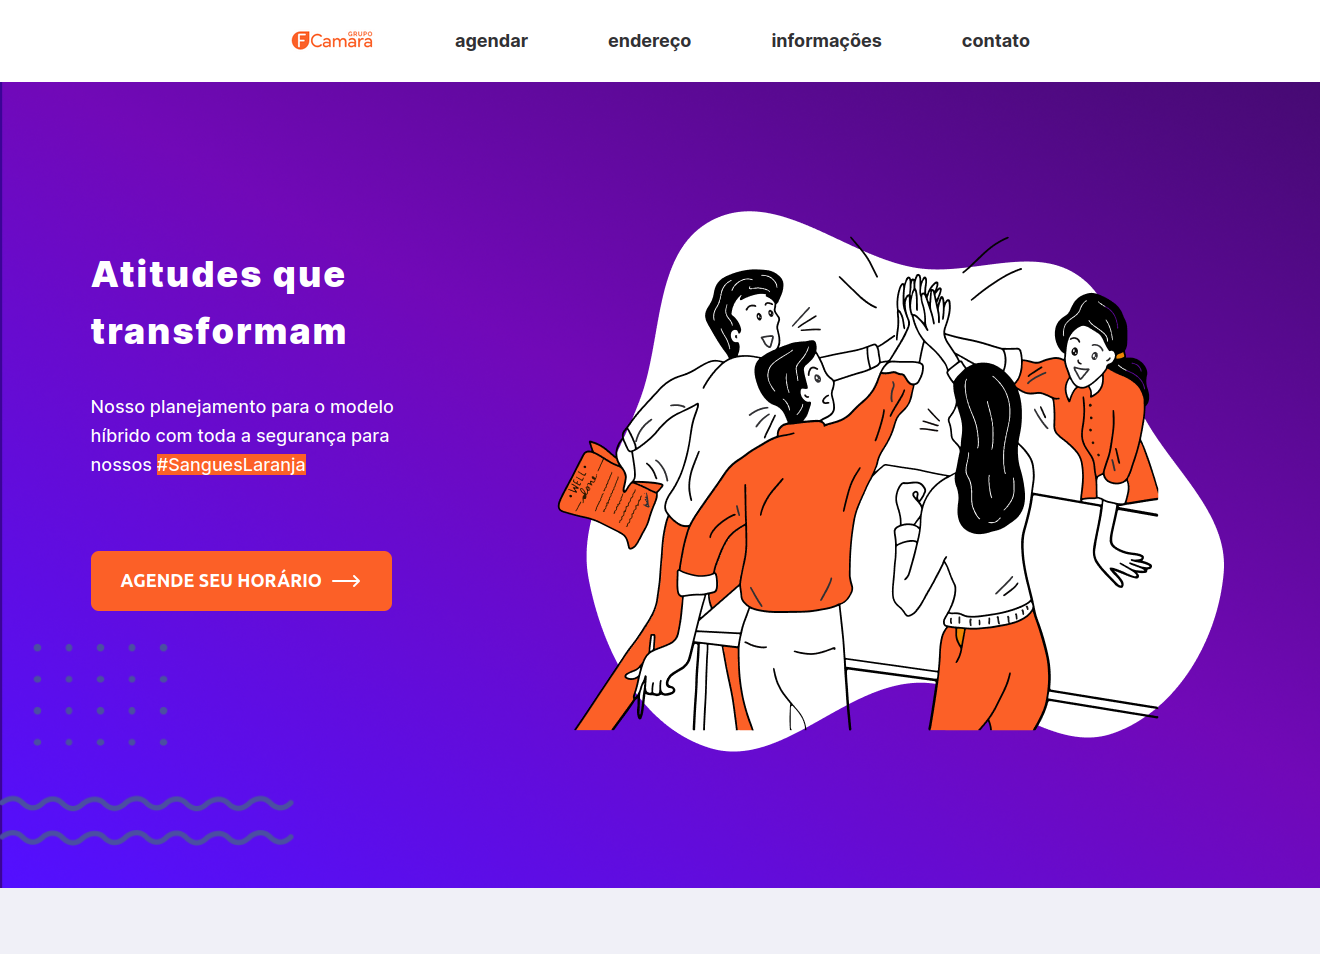 FCamara GRUPO
agendar
endereço
informações
contato
Atitudes que
transformam
Nosso planejamento para o modelo
híbrido com toda a segurança para
nossos #SanguesLaranja
AGENDE SEU HORÁRIO
WELL
done